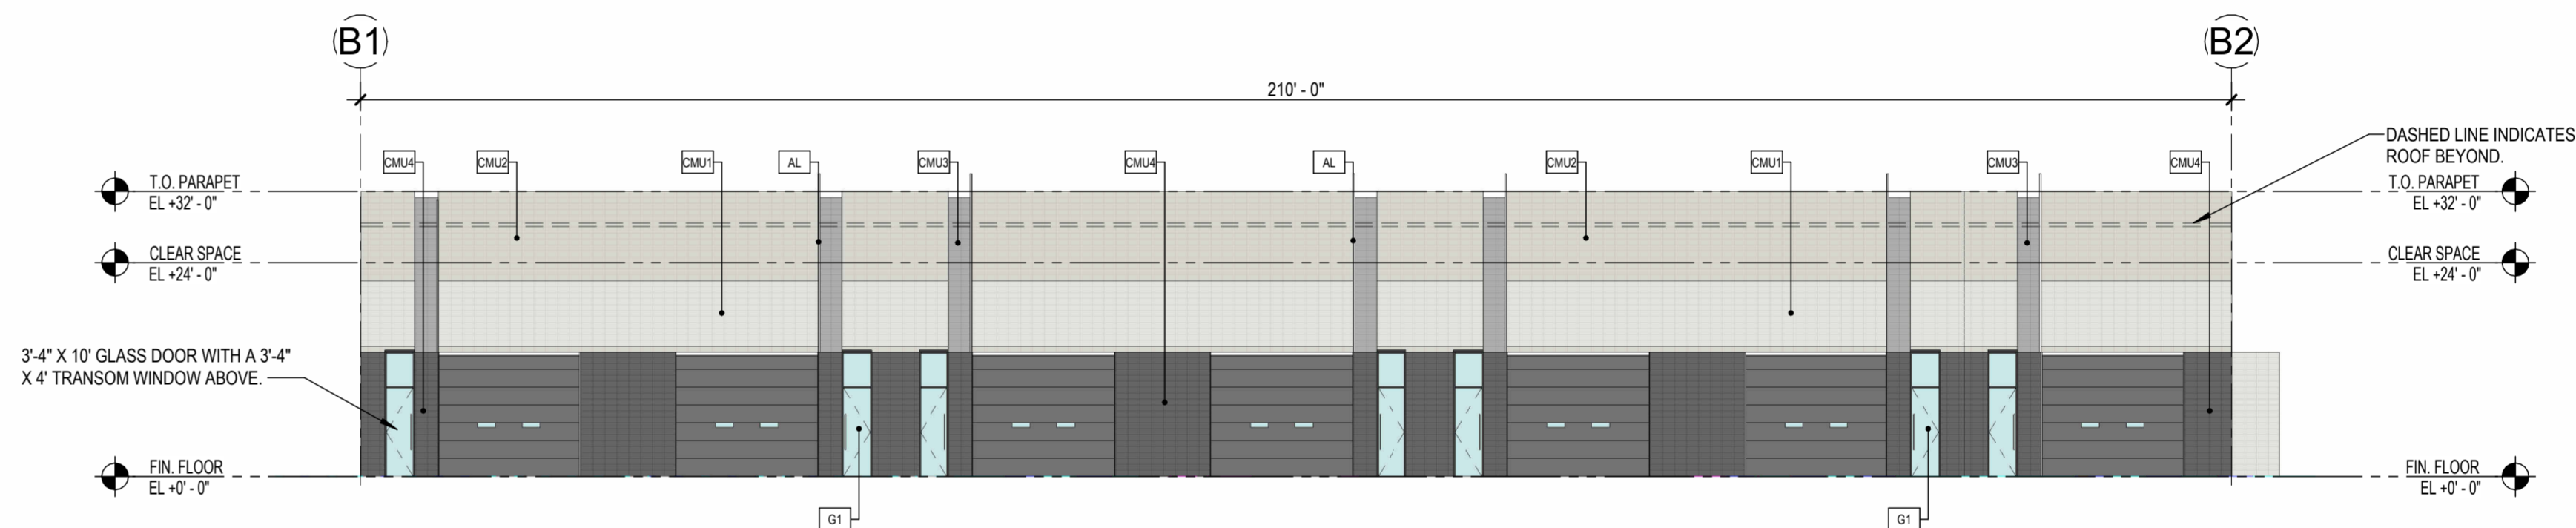 B1
B2
210' - 0"
DASHED LINE INDICATES
ROOF BEYOND.
CMU4
CMU2
CMU1
AL
CMU3
CMU4
AL
CMU2
CMU1
CMU3
CMU4
T.O. PARAPET
EL +32' - 0"
T.O. PARAPET
EL +32' - 0"
CLEAR SPACE
EL +24' - 0"
CLEAR SPACE
EL +24' - 0"
3'-4" X 10' GLASS DOOR WITH A 3'-4"
X 4' TRANSOM WINDOW ABOVE.
FIN. FLOOR
EL +0' - 0"
FIN. FLOOR
EL +0' - 0"
G1
G1